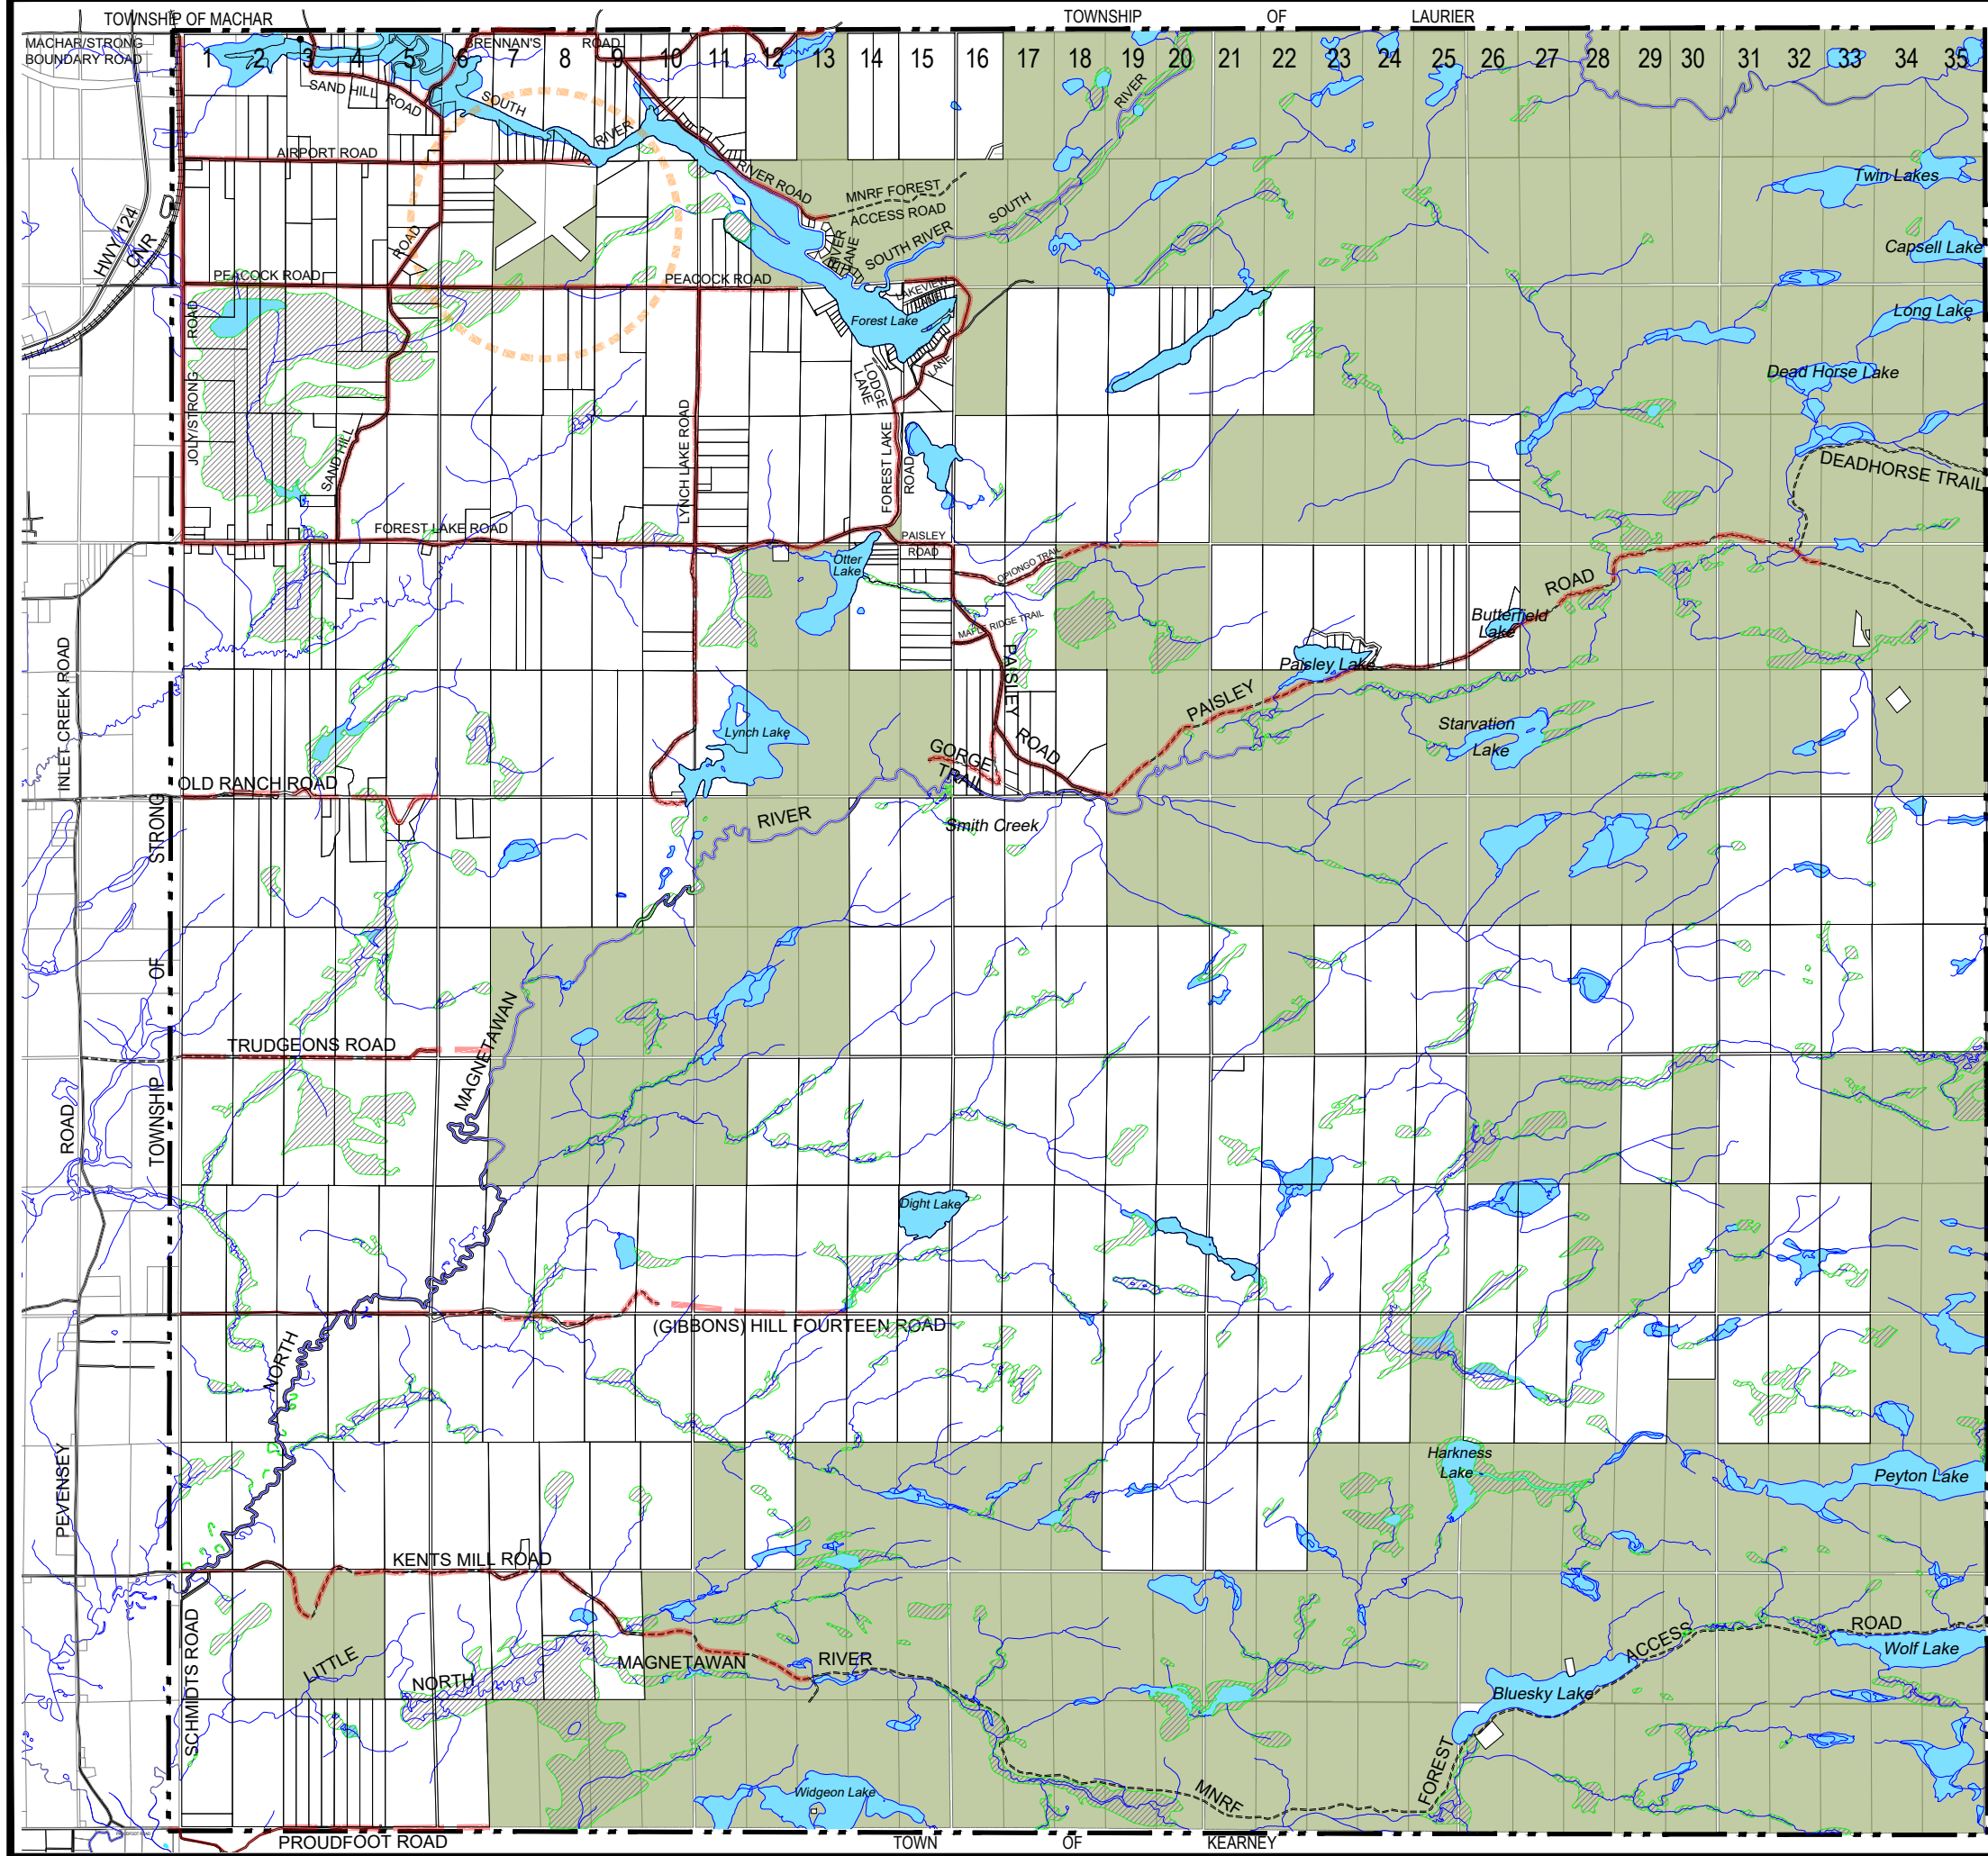 TOWNSHIP OF MACHAR
TOWNSHIP OF LAURIER
MACHAR/STRONG
BOUNDARY ROAD
1 2 3 4 5 6 7 8 9 10 11 12 13 14 15 16 17 18 19 20 21 22 23 24 25 26 27 28 29 30 31 32 33 34 35
BRENNAN'S ROAD
SAND HILL ROAD
SOUTH RIVER
RIVER
AIRPORT ROAD
RIVER ROAD
MNRF FOREST
ACCESS ROAD
SOUTH
SOUTH RIVER
RIVER
LANE
Twin Lakes
HWY 124
CNR
ROAD
Capsell Lake
PEACOCK ROAD
PEACOCK ROAD
LAKEVIEW
LANE
Forest Lake
Long Lake
JOLY/STRONG ROAD
LODGE
LANE
Dead Horse Lake
LYNCH LAKE ROAD
FOREST LAKE
ROAD
SAND HILL
DEADHORSE TRAIL
FOREST LAKE ROAD
PAISLEY
ROAD
Otter
Lake
OPIONGO TRAIL
ROAD
MAPLE RIDGE TRAIL
Butterfield
Lake
INLET CREEK ROAD
PAISLEY ROAD
Paisley Lake
PAISLEY
Lynch Lake
Starvation
Lake
GORGE
TRAIL
OLD RANCH ROAD
RIVER
Smith Creek
TOWNSHIP OF STRONG
MAGNETAWAN
TRUDGEONS ROAD
ROAD
Dight Lake
(GIBBONS) HILL FOURTEEN ROAD
NORTH
PEVENSEY
Harkness
Lake
Peyton Lake
KENTS MILL ROAD
SCHMIDTS ROAD
LITTLE
NORTH
MAGNETAWAN
RIVER
ACCESS
ROAD
Wolf Lake
Bluesky Lake
FOREST
MNRF
Widgeon Lake
PROUDFOOT ROAD
TOWN OF KEARNEY